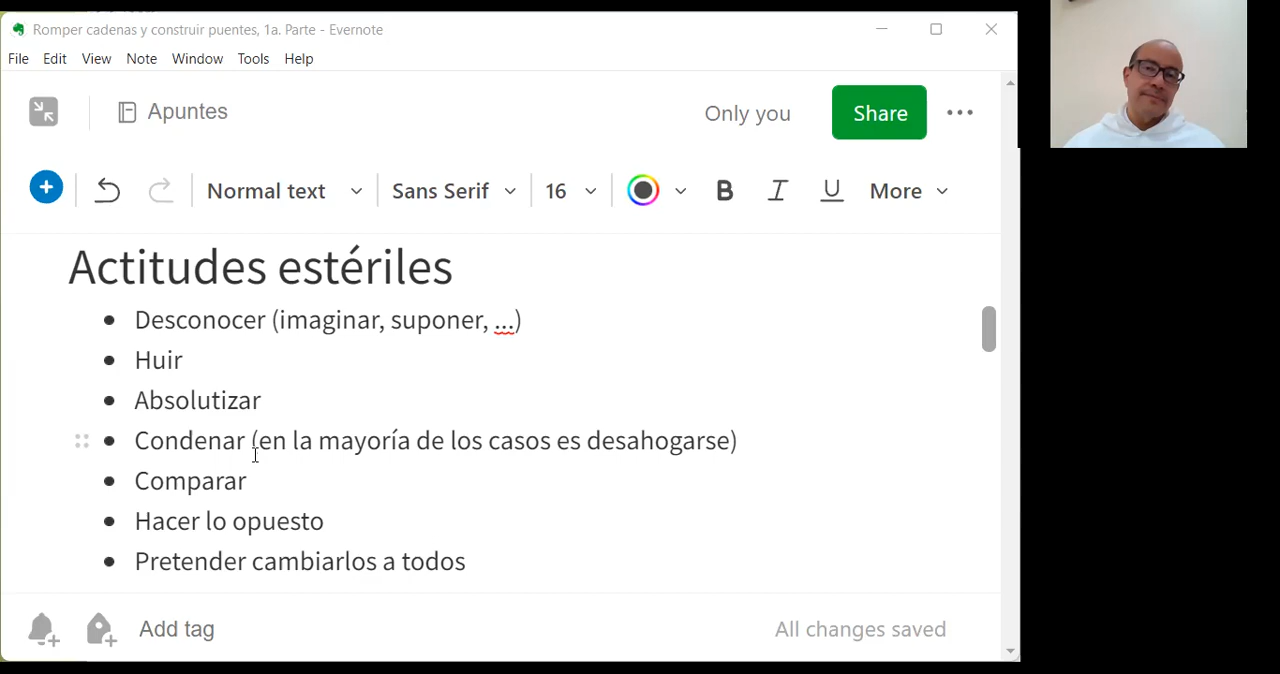 Romper cadenas y construir puentes, 1a. Parte - Evernote
File Edit View Note Window Tools Help
Apuntes
Only you
Share
Normal text
Sans Serif
16
B
I
U
More
Actitudes estériles
Desconocer (imaginar, suponer, ...)
Huir
Absolutizar
Condenar (en la mayoría de los casos es desahogarse)
Comparar
Hacer lo opuesto
Pretender cambiarlos a todos
Add tag
All changes saved